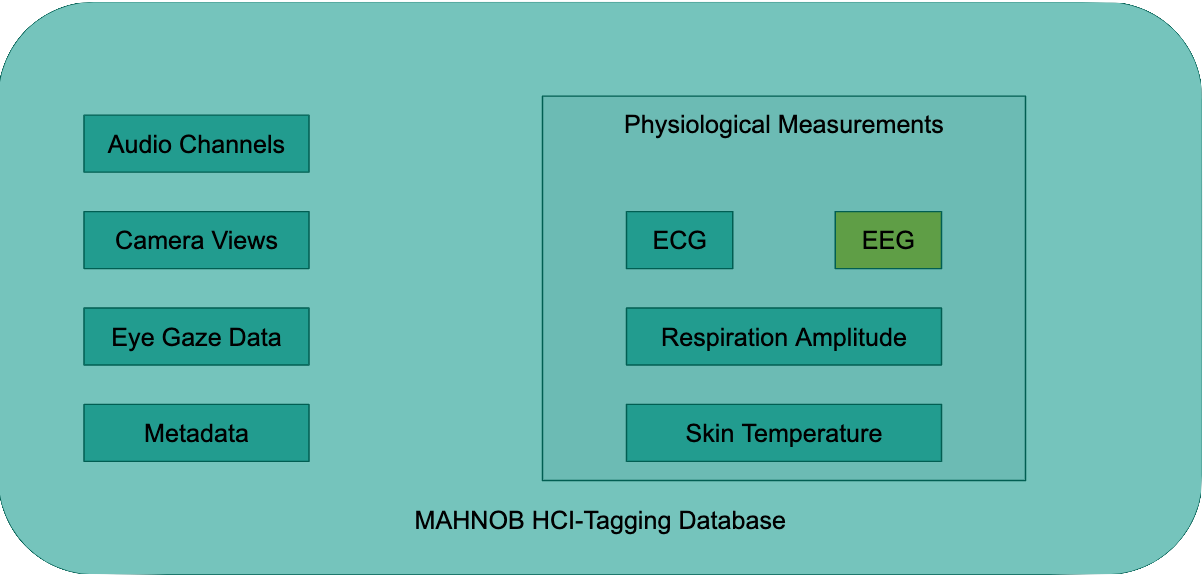 Audio Channels
Camera Views
Eye Gaze Data
Metadata
Physiological Measurements
ECG
EEG
Respiration Amplitude
Skin Temperature
MAHNOB HCI-Tagging Database